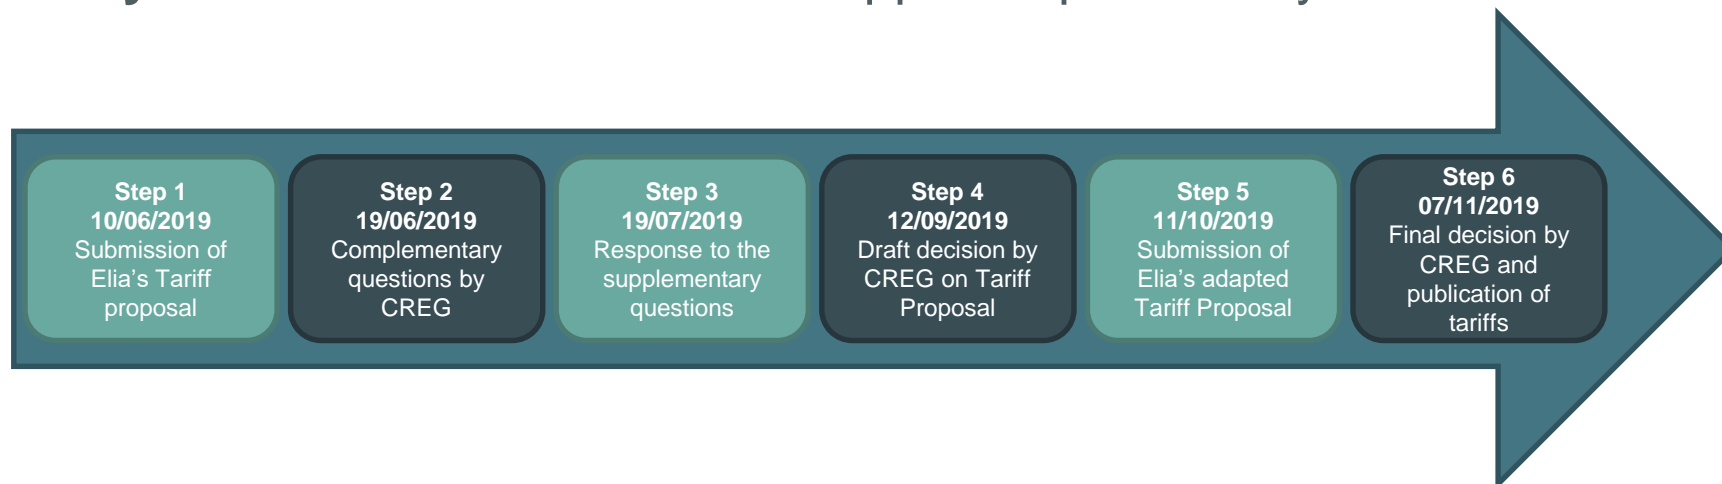 Step 1
10/06/2019
Submission of
Elia's Tariff
proposal
Step 2
19/06/2019
Complementary
questions by
CREG
Step 3
19/07/2019
Response to the
supplementary
questions
Step 4
12/09/2019
Draft decision by
CREG on Tariff
Proposal
Step 5
11/10/2019
Submission of
Elia's adapted
Tariff Proposal
Step 6
07/11/2019
Final decision by
CREG and
publication of
tariffs